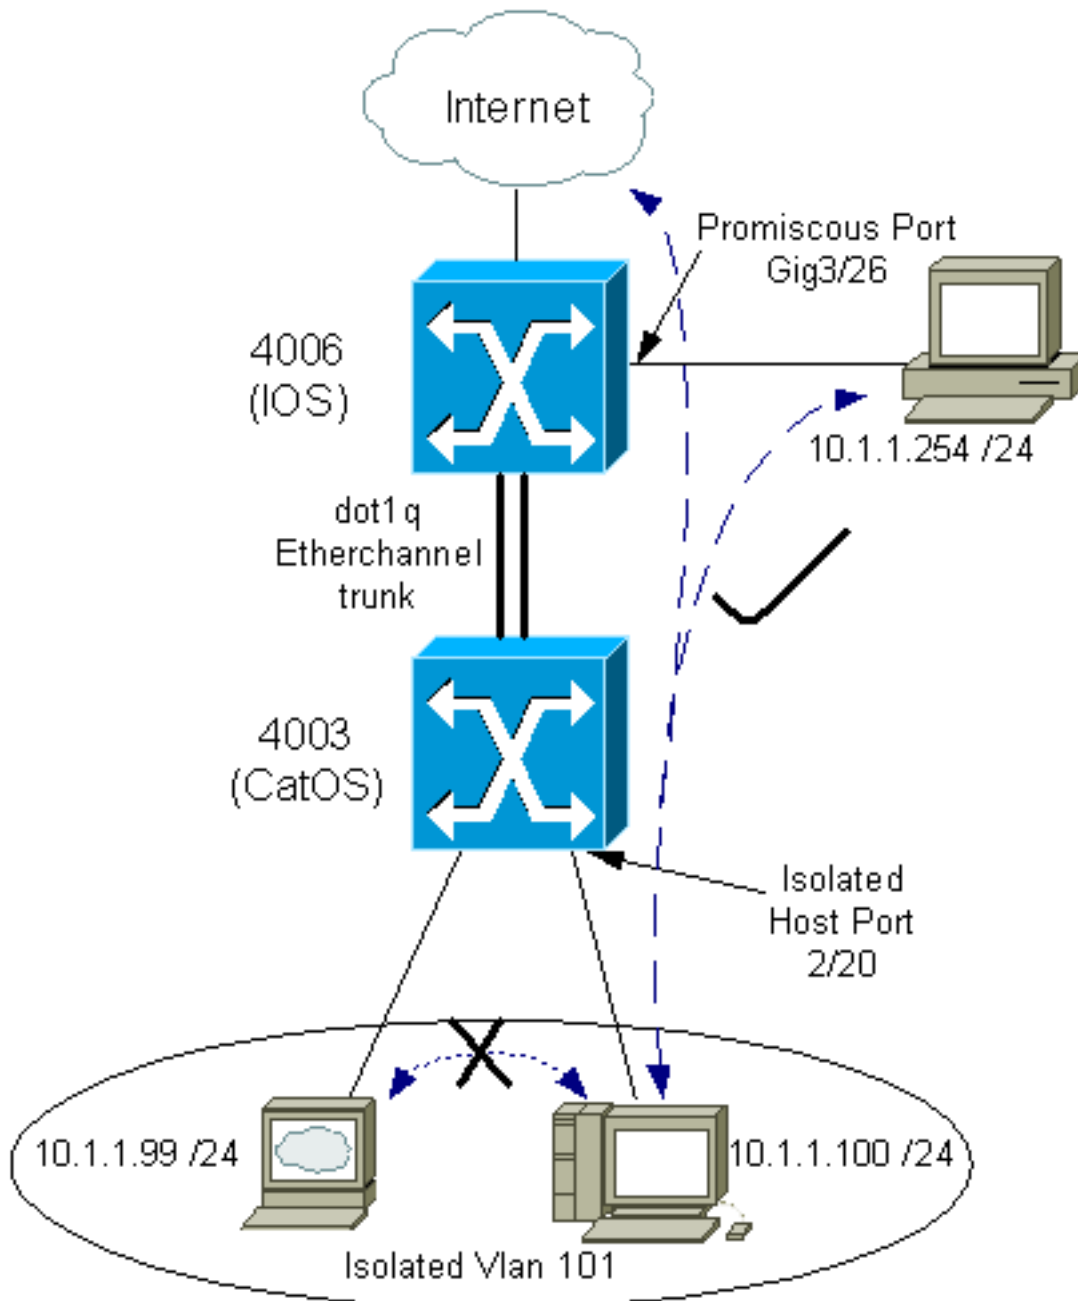 Internet
Promiscous Port
Gig3/26
4006
(IOS)
10.1.1.254 /24
dot1q
Etherchannel
trunk
4003
(CatOS)
Isolated
Host Port
2/20
10.1.1.99 /24
10.1.1.100 /24
Isolated Vlan 101